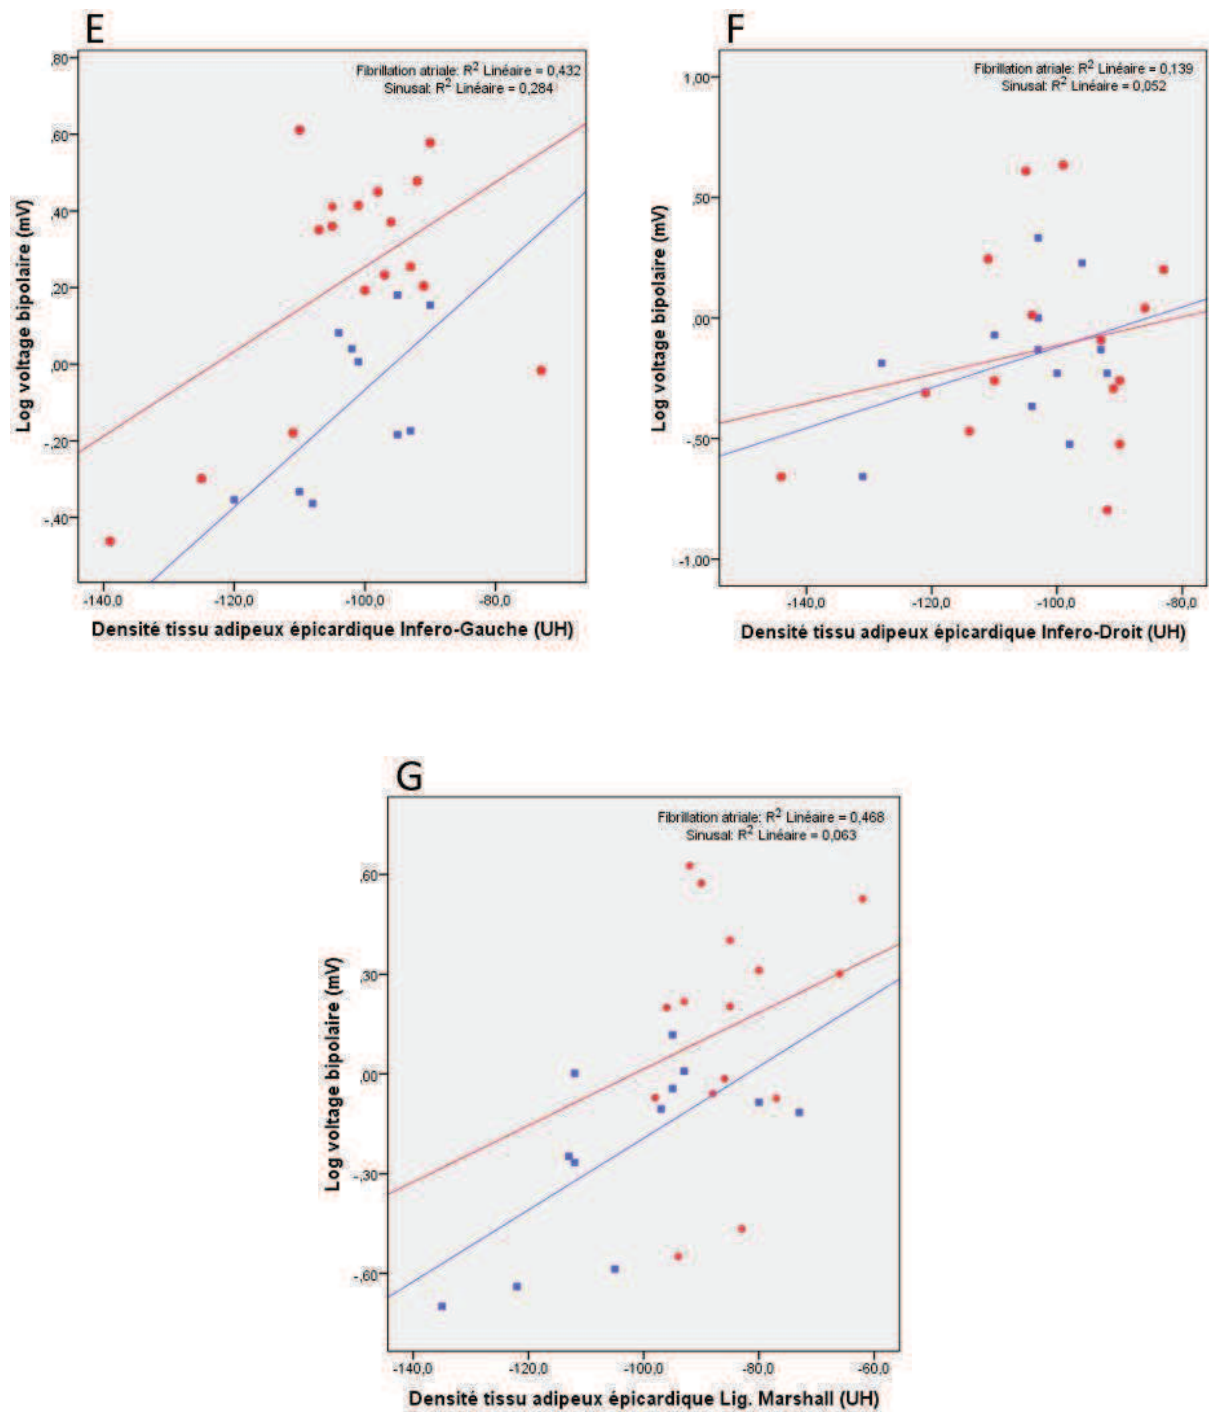 E
Fibrillation atriale: R² Linéaire = 0,432
Sinusal: R² Linéaire = 0,284
,80
,60
,40
,20
,00
-,20
-,40
Log voltage bipolaire (mV)
-140,0 -120,0 -100,0 -80,0
Densité tissu adipeux épicardique Infero-Gauche (UH)
F
Fibrillation atriale: R² Linéaire = 0,139
Sinusal: R² Linéaire = 0,052
1,00
,50
,00
-,50
-1,00
Log voltage bipolaire (mV)
-140,0 -120,0 -100,0 -80,0
Densité tissu adipeux épicardique Infero-Droit (UH)
G
Fibrillation atriale: R² Linéaire = 0,468
Sinusal: R² Linéaire = 0,063
,60
,30
,00
-,30
-,60
Log voltage bipolaire (mV)
-140,0 -120,0 -100,0 -80,0 -60,0
Densité tissu adipeux épicardique Lig. Marshall (UH)